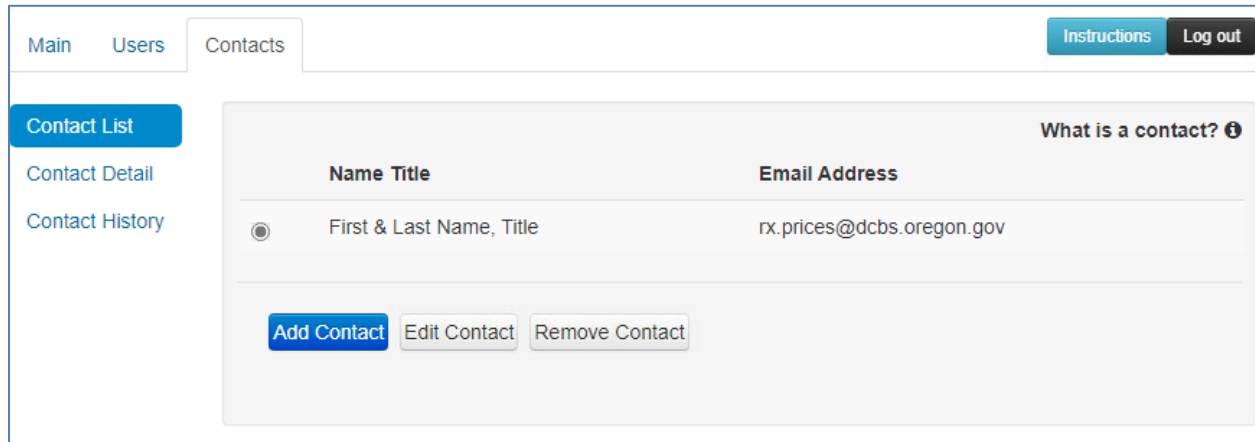 Main Users Contacts Instructions Log out
Contact List
What is a contact?
Contact Detail
Name Title Email Address
Contact History
First & Last Name, Title rx.prices@dcbs.oregon.gov
Add Contact Edit Contact Remove Contact